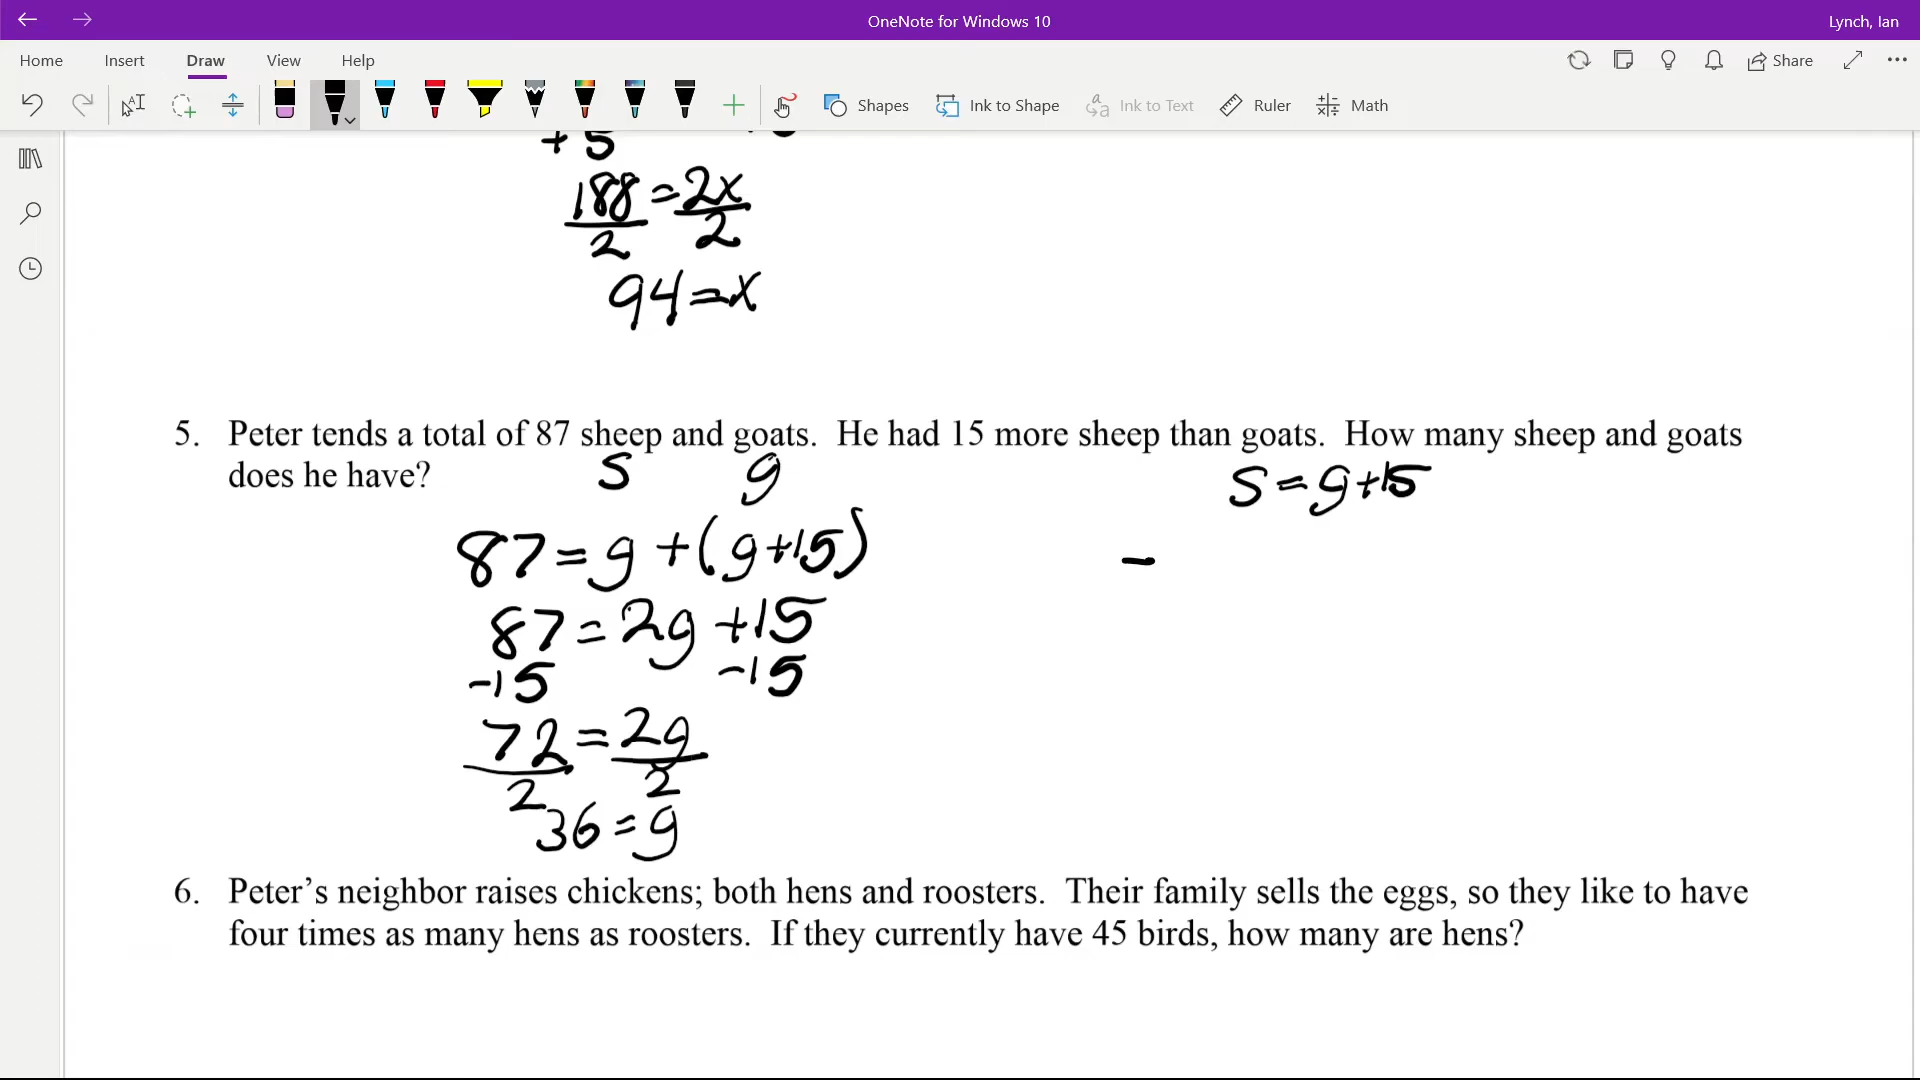 OneNote for Windows 10
Lynch, Ian
Home Insert Draw View Help
Share
Shapes Ink to Shape Ink to Text Ruler Math
+5
188 = 2x
2 2
94 = x
5. Peter tends a total of 87 sheep and goats. He had 15 more sheep than goats. How many sheep and goats
does he have?
S g
S = g+15
87 = g + (g+15)
-
87 = 2g +15
-15 -15
72 = 2g
2 2
36 = g
6. Peter's neighbor raises chickens; both hens and roosters. Their family sells the eggs, so they like to have
four times as many hens as roosters. If they currently have 45 birds, how many are hens?